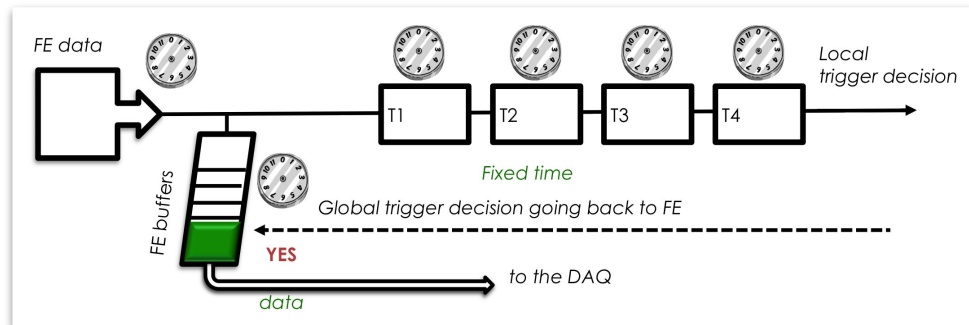 FE data
Local
trigger decision
T1
T2
T3
T4
Fixed time
FE buffers
Global trigger decision going back to FE
YES
to the DAQ
data